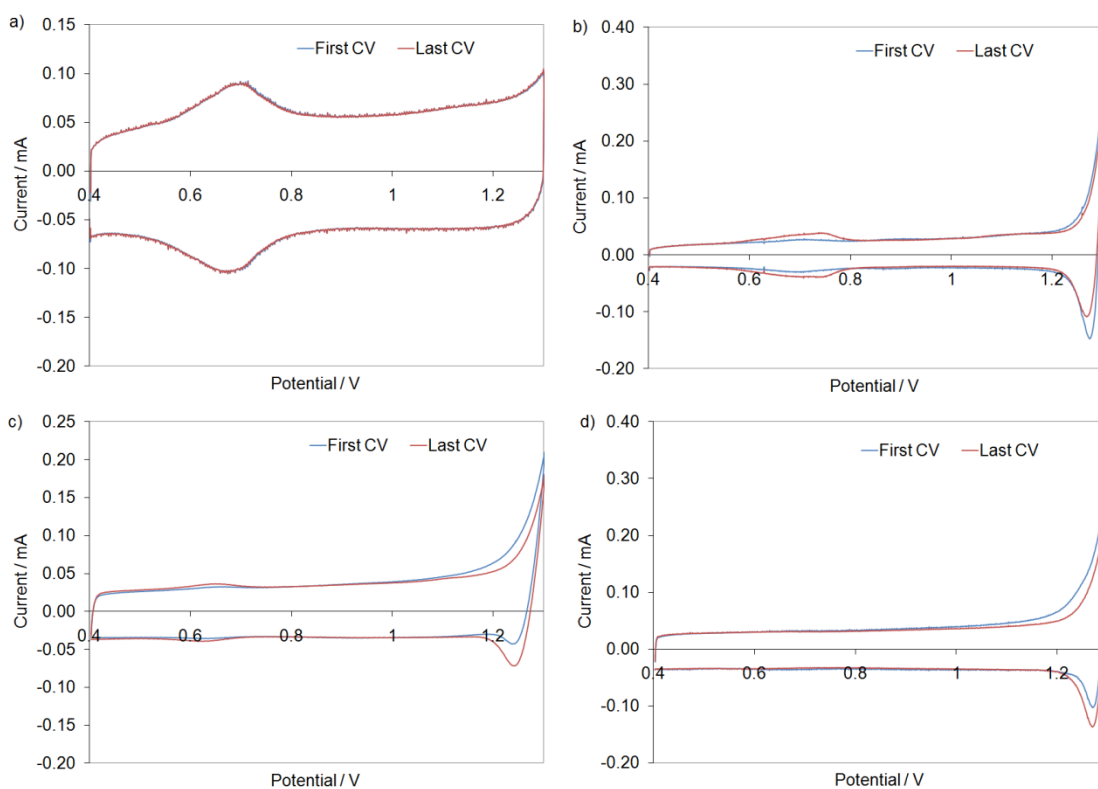 a)
First CV Last CV
0.15
0.10
0.05
0.00
-0.05
-0.10
-0.15
-0.20
0.4 0.6 0.8 1 1.2
Current / mA
Potential / V
b)
First CV Last CV
0.40
0.30
0.20
0.10
0.00
-0.10
-0.20
0.4 0.6 0.8 1 1.2
Current / mA
Potential / V
c)
First CV Last CV
0.25
0.20
0.15
0.10
0.05
0.00
-0.05
-0.10
-0.15
-0.20
0.4 0.6 0.8 1 1.2
Current / mA
Potential / V
d)
First CV Last CV
0.40
0.30
0.20
0.10
0.00
-0.10
-0.20
0.4 0.6 0.8 1 1.2
Current / mA
Potential / V